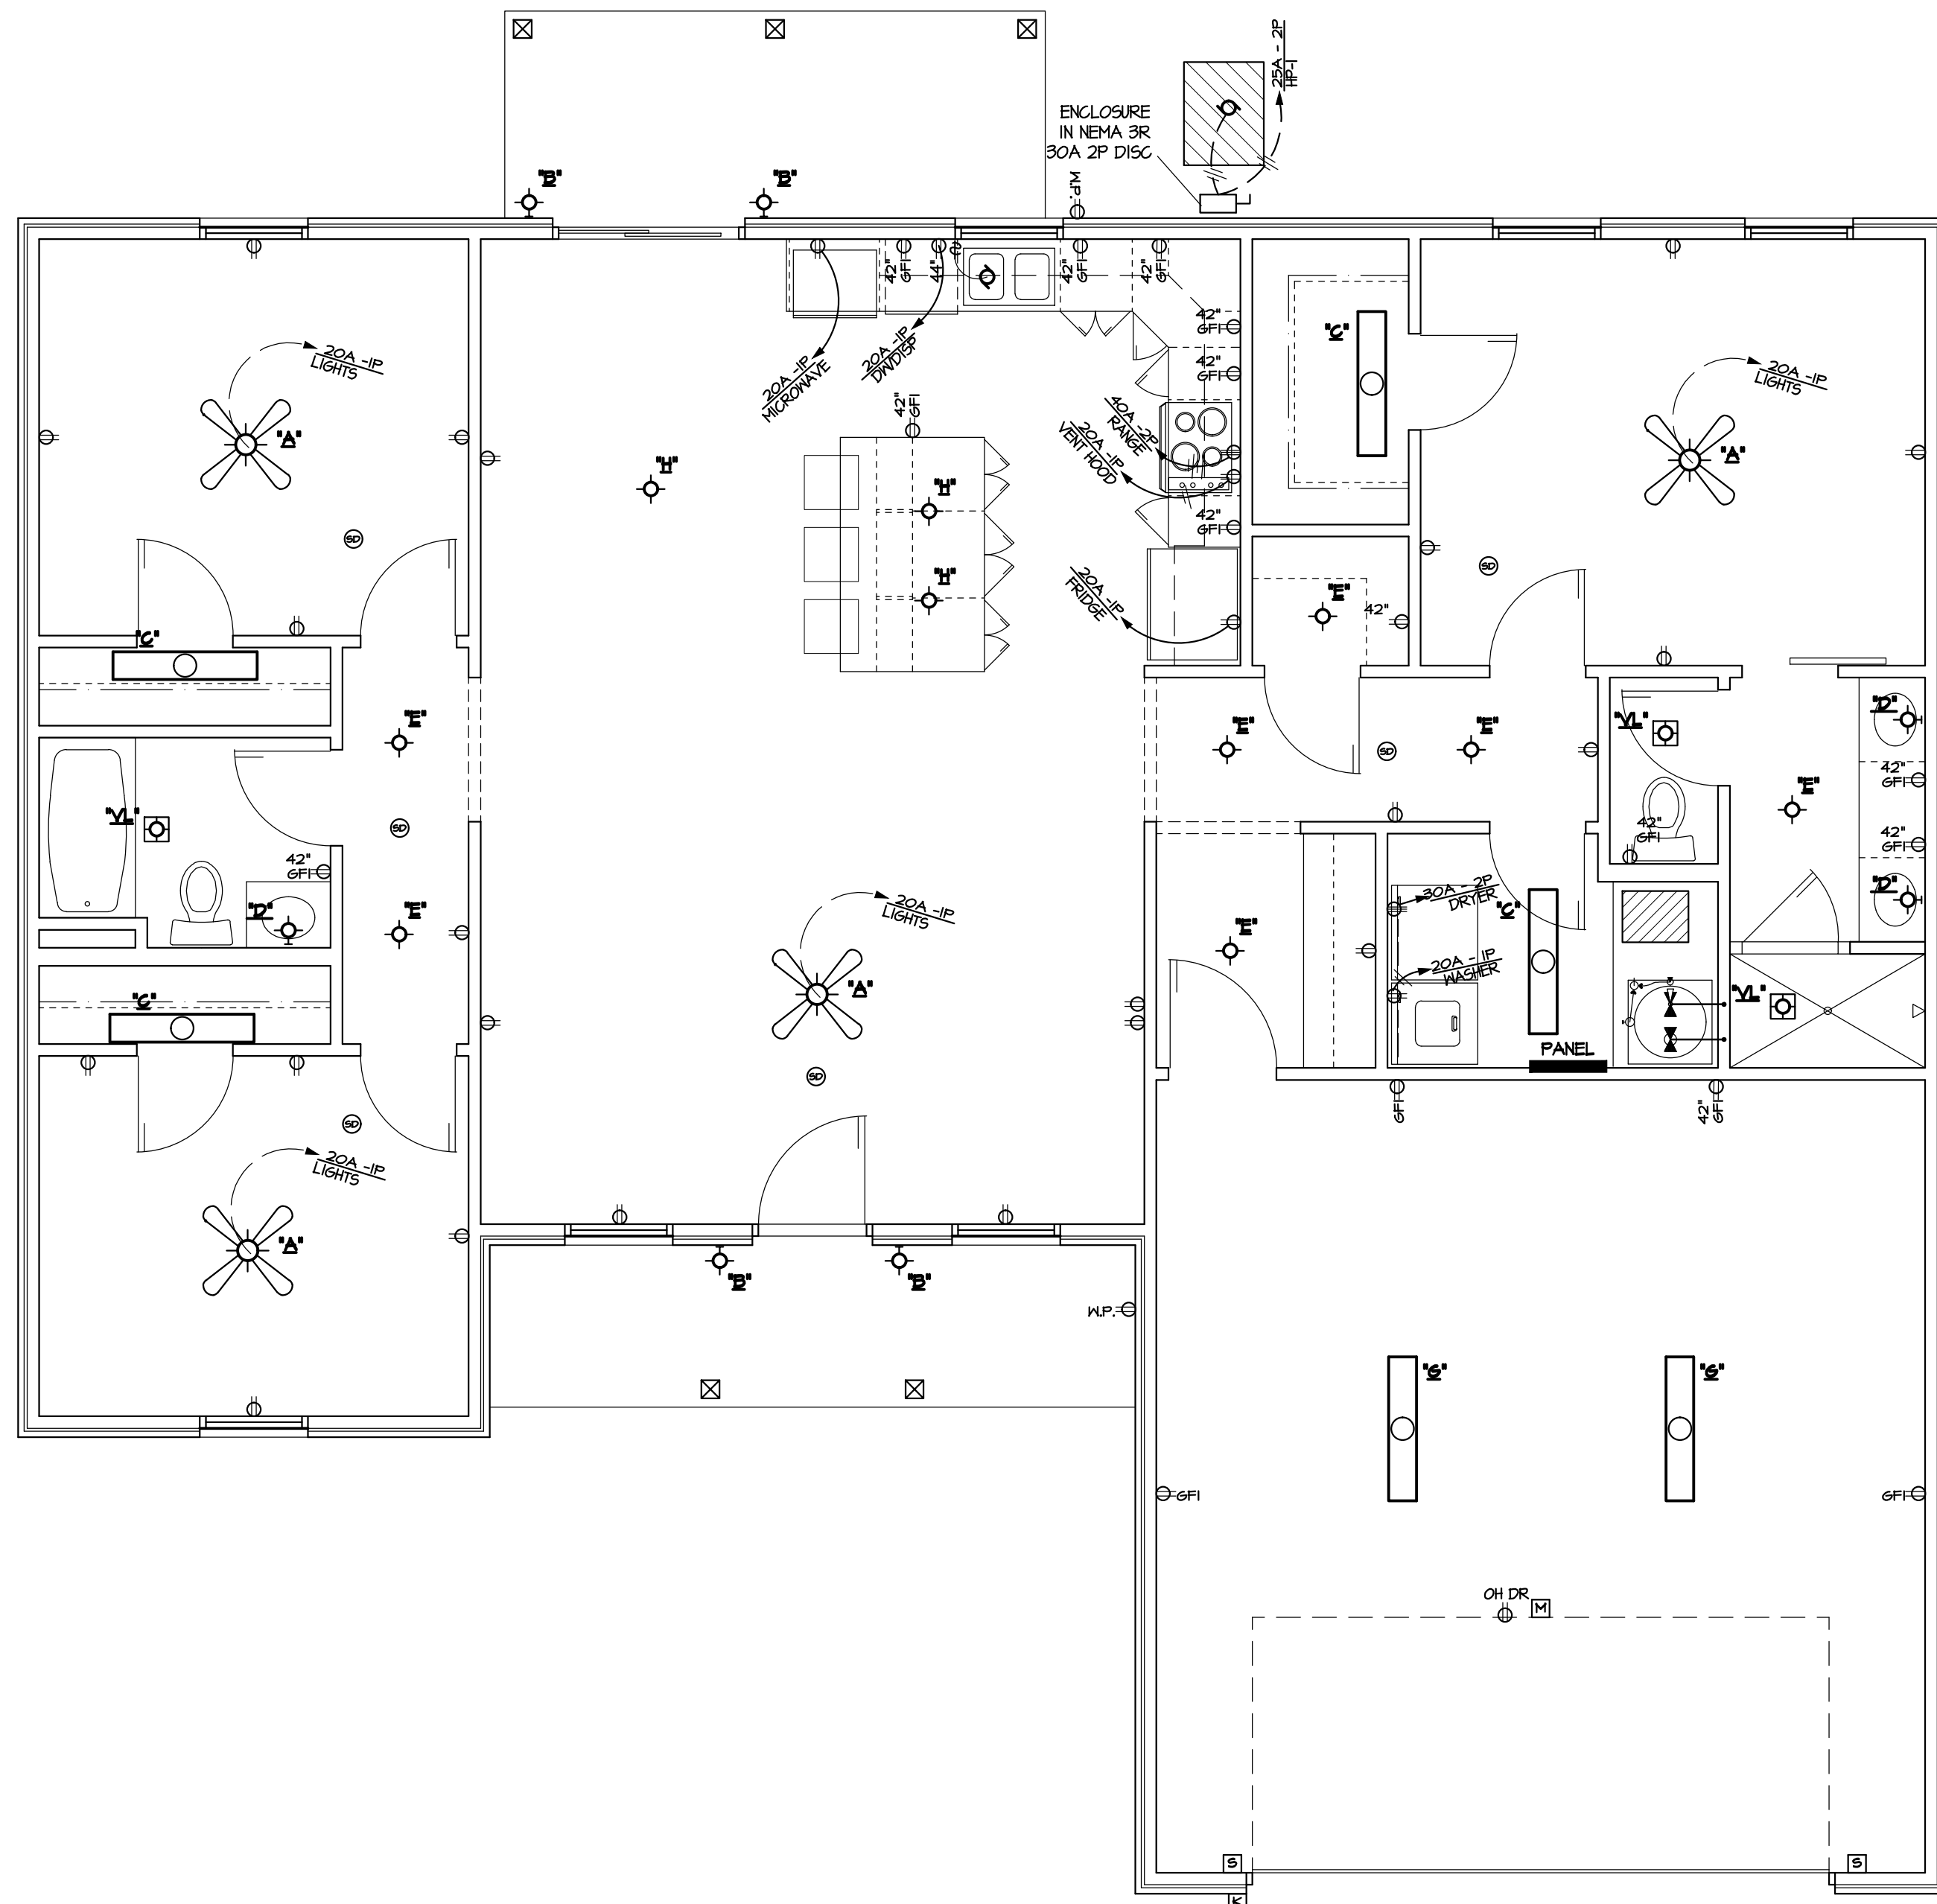 25A - 2P
HP-1
ENCLOSURE
IN NEMA 3R
30A 2P DISC
W.P.
"B"
"B"
42"
GFI
44"
42"
GFI
42"
GFI
42"
GFI
42"
GFI
"C"
20A -1P
LIGHTS
"A"
20A -1P
MICROWAVE
20A -1P
DW/DISP
42"
GFI
40A -2P
RANGE
20A -1P
VENT HOOD
20A -1P
LIGHTS
"A"
"H"
"H"
42"
GFI
SD
SD
"H"
20A -1P
FRIDGE
"E"
42"
"C"
"E"
"E"
SD
"E"
"VL"
"D"
42"
GFI
"E"
"VL"
SD
42"
GFI
42"
GFI
42"
GFI
"D"
"E"
20A -1P
LIGHTS
"E"
30A - 2P
DRYER
"C"
"D"
20A - 1P
WASHER
"C"
"A"
"VL"
PANEL
SD
GFI
42"
GFI
SD
20A -1P
LIGHTS
"A"
"B"
"B"
W.P.
"G"
"G"
GFI
GFI
OH DR
M
S
S
K